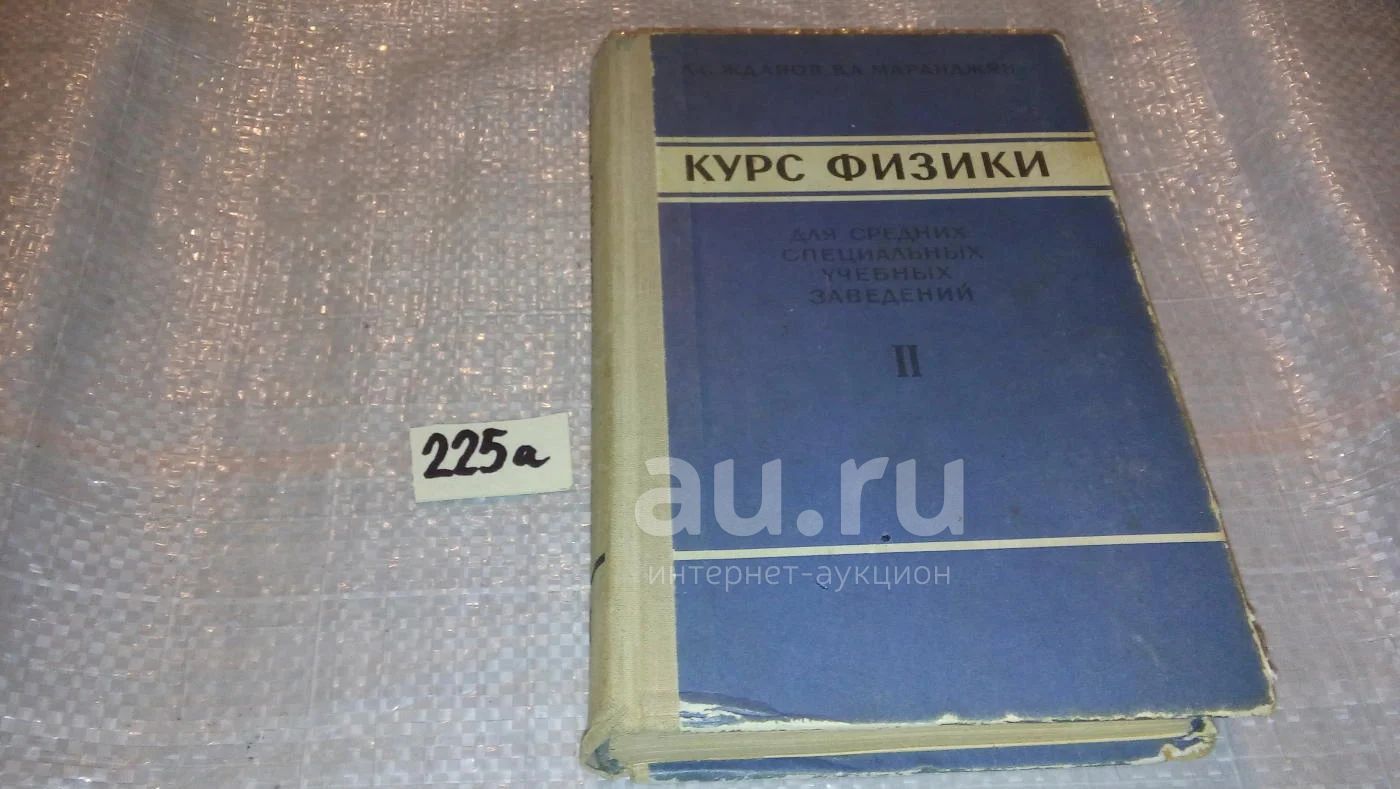 Л.С. ЖДАНОВ, В.А. МАРАНДЖЯН
КУРС ФИЗИКИ
ДЛЯ СРЕДНИХ
СПЕЦИАЛЬНЫХ
УЧЕБНЫХ
ЗАВЕДЕНИЙ
II
225а
au.ru
интернет-аукцион